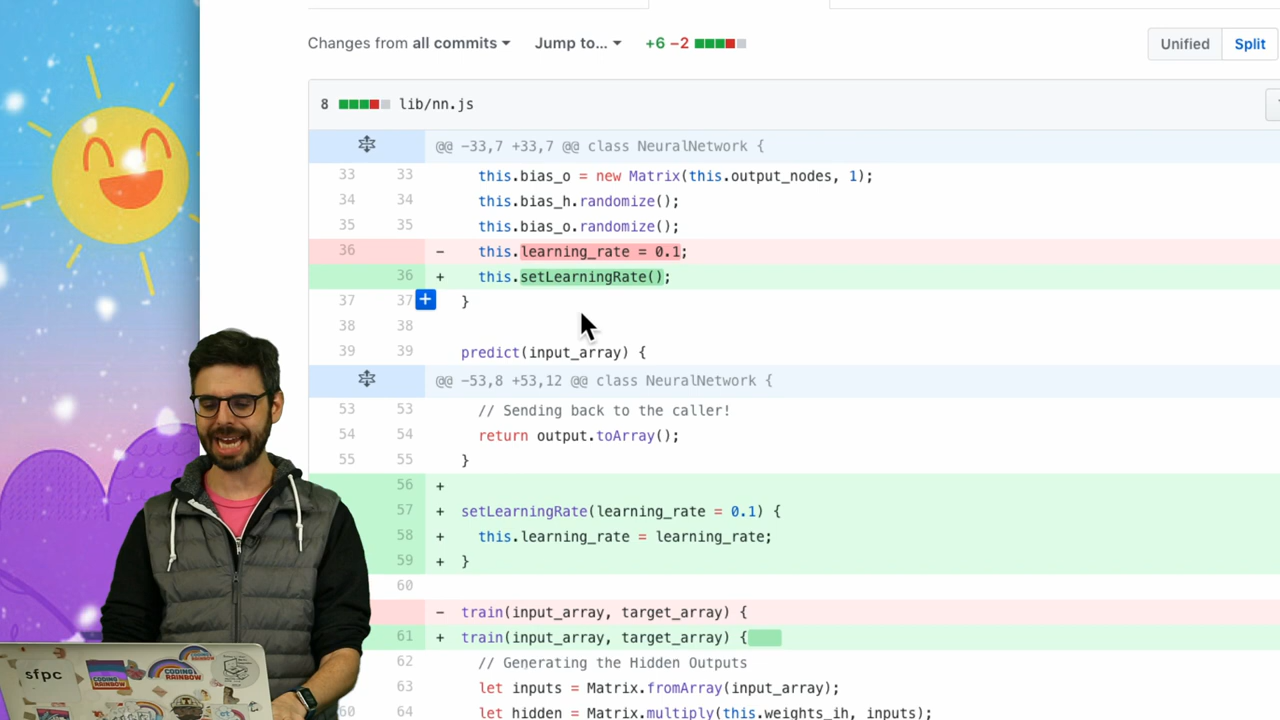 Changes from all commits Jump to... +6 −2 Unified Split
8 lib/nn.js
@@ −33,7 +33,7 @@ class NeuralNetwork {
33 33 this.bias_o = new Matrix(this.output_nodes, 1);
34 34 this.bias_h.randomize();
35 35 this.bias_o.randomize();
36 − this.learning_rate = 0.1;
36 + this.setLearningRate();
37 37 + }
38 38
39 39 predict(input_array) {
@@ −53,8 +53,12 @@ class NeuralNetwork {
53 53 // Sending back to the caller!
54 54 return output.toArray();
55 55 }
56 +
57 + setLearningRate(learning_rate = 0.1) {
58 + this.learning_rate = learning_rate;
59 + }
60
− train(input_array, target_array) {
61 + train(input_array, target_array) {
62 // Generating the Hidden Outputs
63 let inputs = Matrix.fromArray(input_array);
60 64 let hidden = Matrix.multiply(this.weights_ih, inputs);
sfpc
CODING
RAINBOW
CODING
RAINBOW